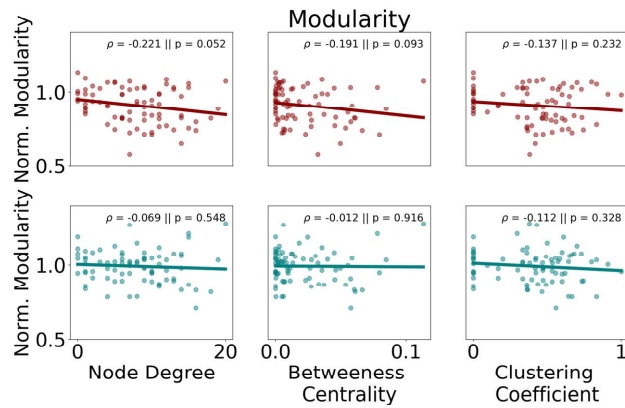 Modularity
Norm. Modularity
ρ = -0.221 || p = 0.052
ρ = -0.191 || p = 0.093
ρ = -0.137 || p = 0.232
1.0
0.5
Norm. Modularity
ρ = -0.069 || p = 0.548
ρ = -0.012 || p = 0.916
ρ = -0.112 || p = 0.328
1.0
0.5
0 20
0.0 0.1
0 1
Node Degree
Betweeness
Centrality
Clustering
Coefficient